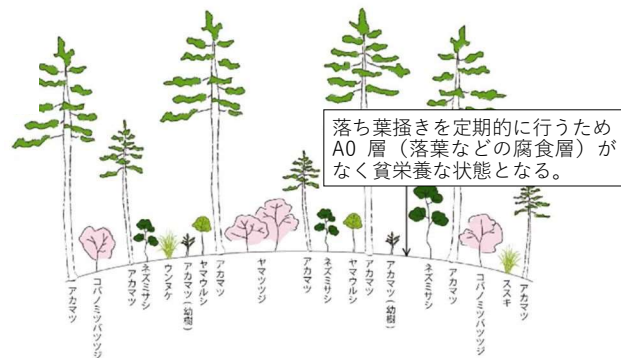 落ち葉掻きを定期的に行うため
A0 層（落葉などの腐食層）が
なく貧栄養な状態となる。
アカマツ
コバノミツバツツジ
アカマツ
ネズミサシ
ウンヌケ
アカマツ(幼樹)
ヤマウルシ
アカマツ
ヤマツツジ
アカマツ
ネズミサシ
ヤマウルシ
アカマツ
アカマツ(幼樹)
ネズミサシ
アカマツ
コバノミツバツツジ
ススキ
アカマツ